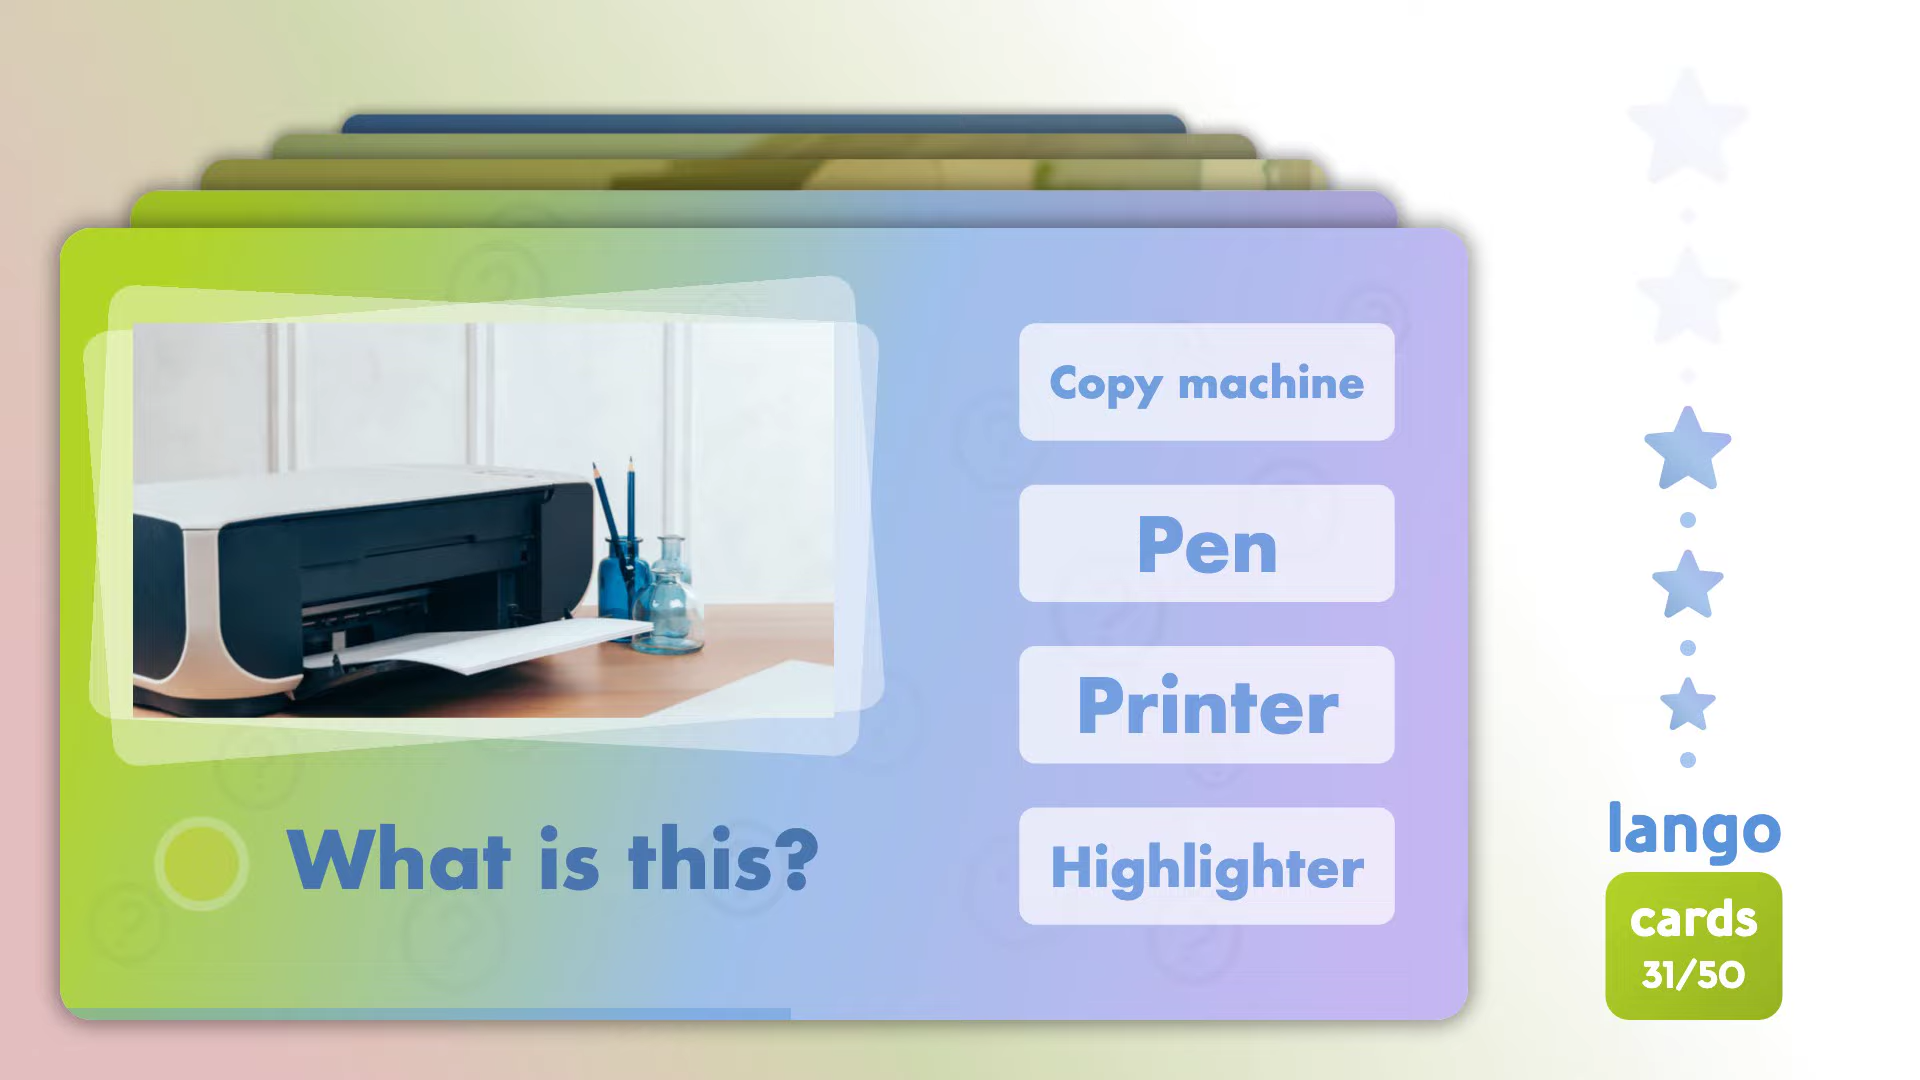 Copy machine
Pen
Printer
Highlighter
What is this?
lango
cards
31/50